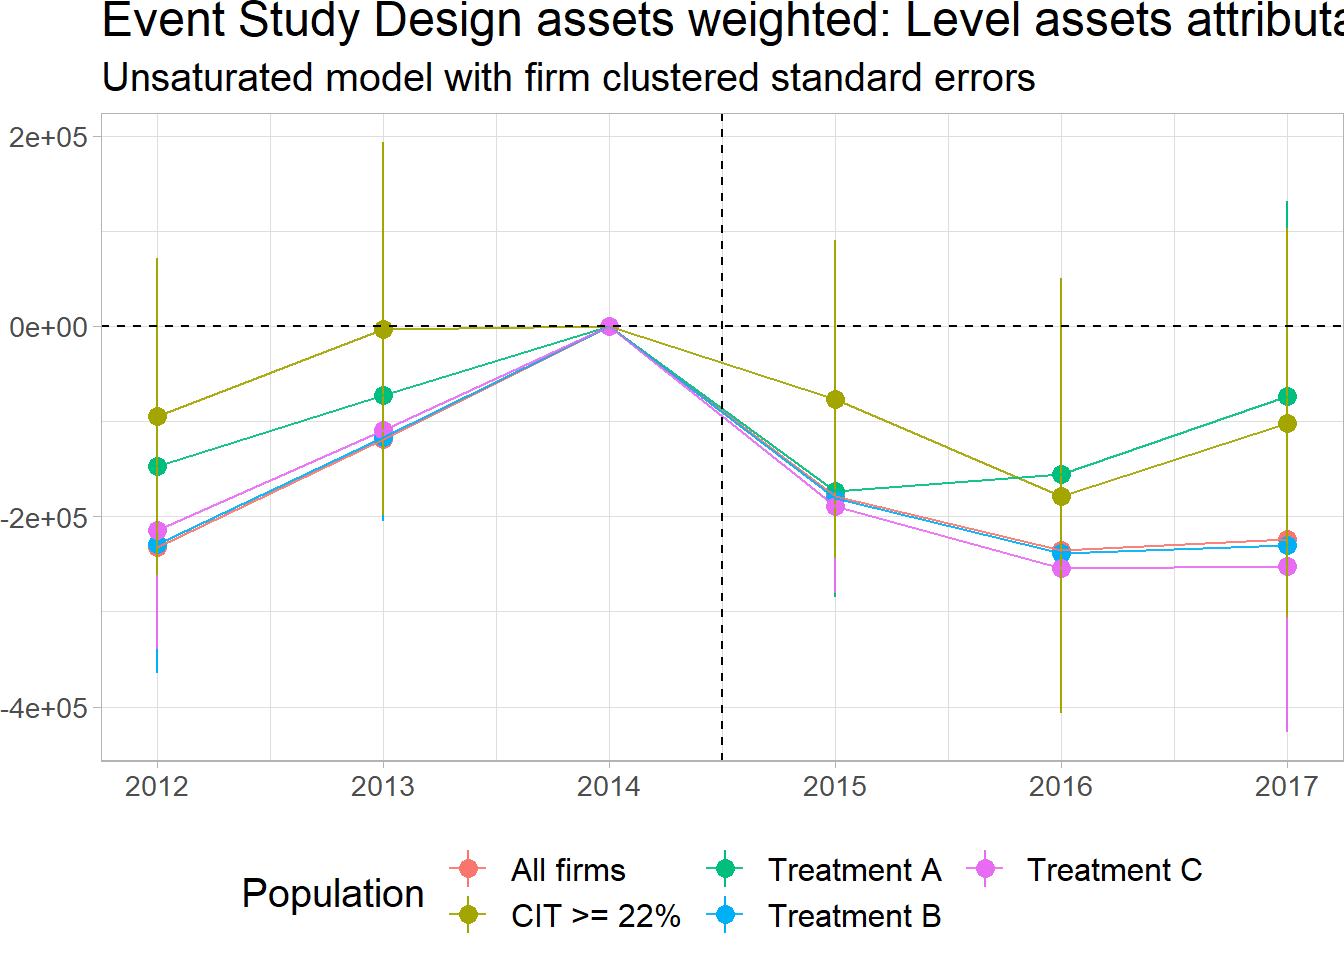 Event Study Design assets weighted: Level assets attributa
Unsaturated model with firm clustered standard errors
2e+05
0e+00
-2e+05
-4e+05
2012 2013 2014 2015 2016 2017
Population
All firms Treatment A Treatment C
CIT >= 22% Treatment B